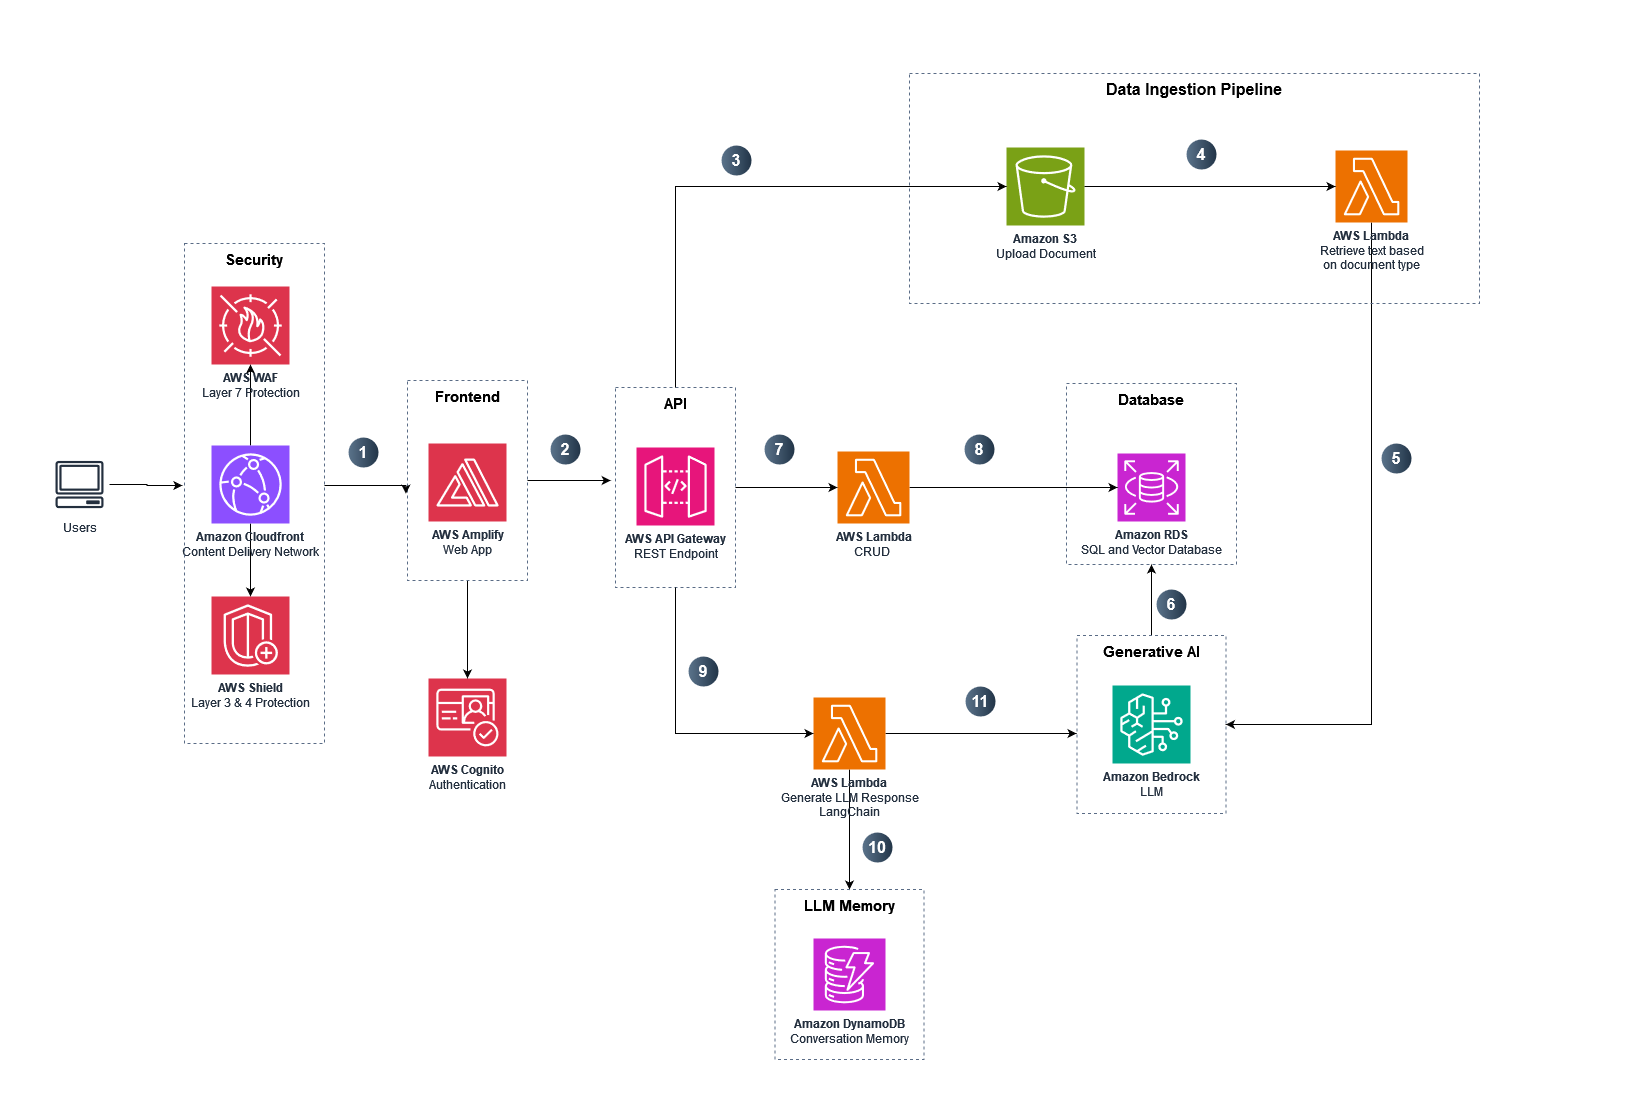 Data Ingestion Pipeline
3
4
Amazon S3
Upload Document
AWS Lambda
Retrieve text based
on document type
Security
AWS WAF
Layer 7 Protection
Amazon Cloudfront
Content Delivery Network
AWS Shield
Layer 3 & 4 Protection
Users
1
Frontend
AWS Amplify
Web App
AWS Cognito
Authentication
2
API
AWS API Gateway
REST Endpoint
7
AWS Lambda
CRUD
8
Database
Amazon RDS
SQL and Vector Database
5
6
Generative AI
Amazon Bedrock
LLM
9
AWS Lambda
Generate LLM Response
LangChain
11
10
LLM Memory
Amazon DynamoDB
Conversation Memory